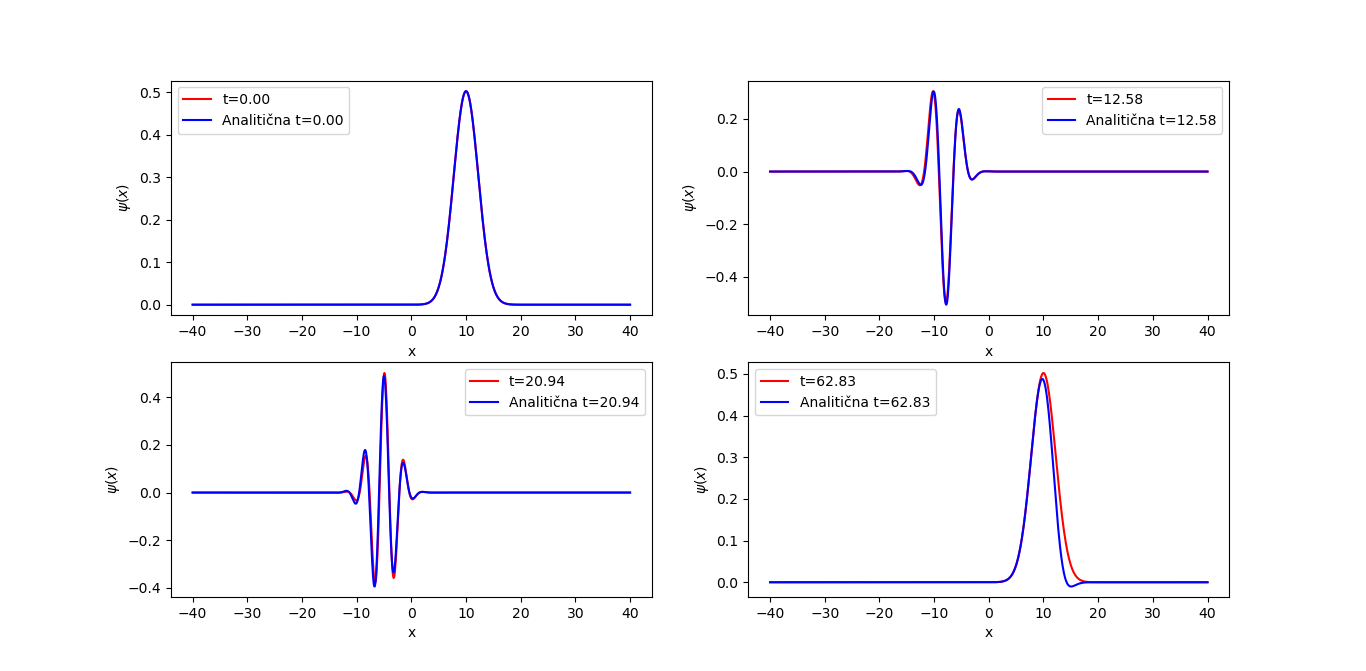 t=0.00
Analitična t=0.00
0.5
0.4
0.3
0.2
0.1
0.0
ψ(x)
−40 −30 −20 −10 0 10 20 30 40
x
t=12.58
Analitična t=12.58
0.2
0.0
−0.2
−0.4
ψ(x)
−40 −30 −20 −10 0 10 20 30 40
x
t=20.94
Analitična t=20.94
0.4
0.2
0.0
−0.2
−0.4
ψ(x)
−40 −30 −20 −10 0 10 20 30 40
x
t=62.83
Analitična t=62.83
0.5
0.4
0.3
0.2
0.1
0.0
ψ(x)
−40 −30 −20 −10 0 10 20 30 40
x